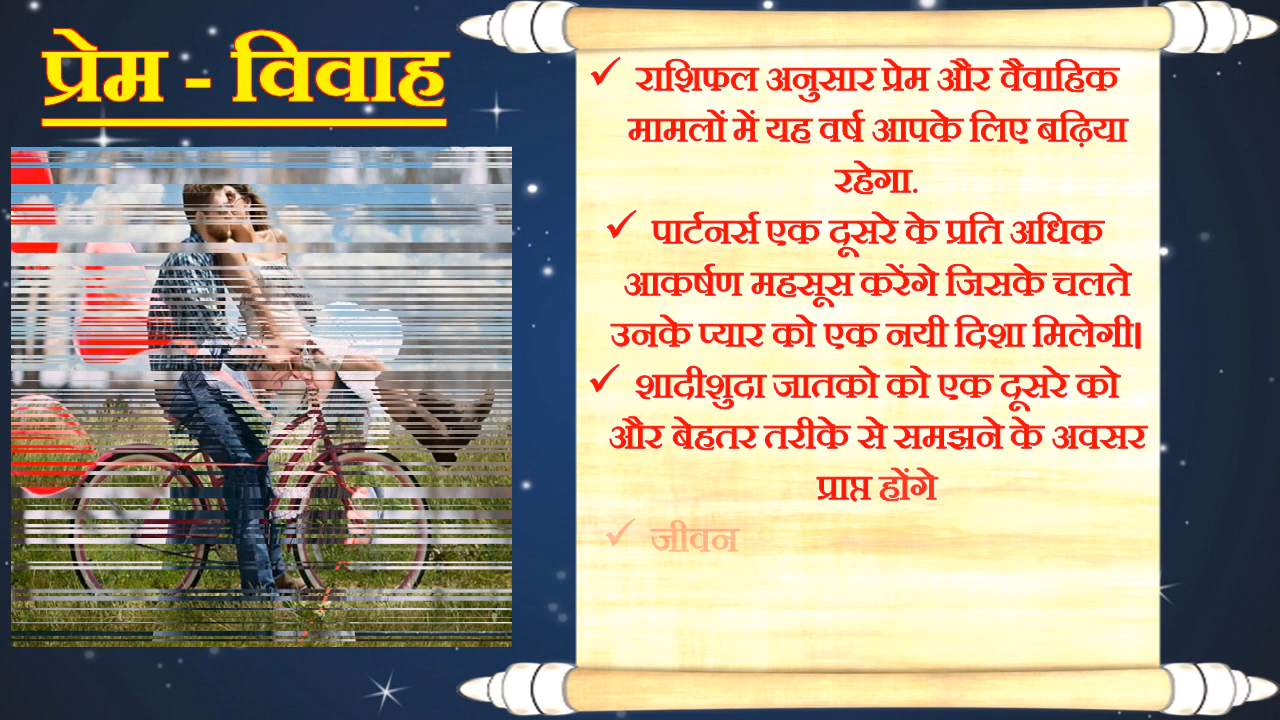 प्रेम - विवाह
✓ राशिफल अनुसार प्रेम और वैवाहिक
मामलों में यह वर्ष आपके लिए बढ़िया
रहेगा.
✓ पार्टनर्स एक दूसरे के प्रति अधिक
आकर्षण महसूस करेंगे जिसके चलते
उनके प्यार को एक नयी दिशा मिलेगी।
✓ शादीशुदा जातको को एक दूसरे को
और बेहतर तरीके से समझने के अवसर
प्राप्त होंगे
✓ जीवन